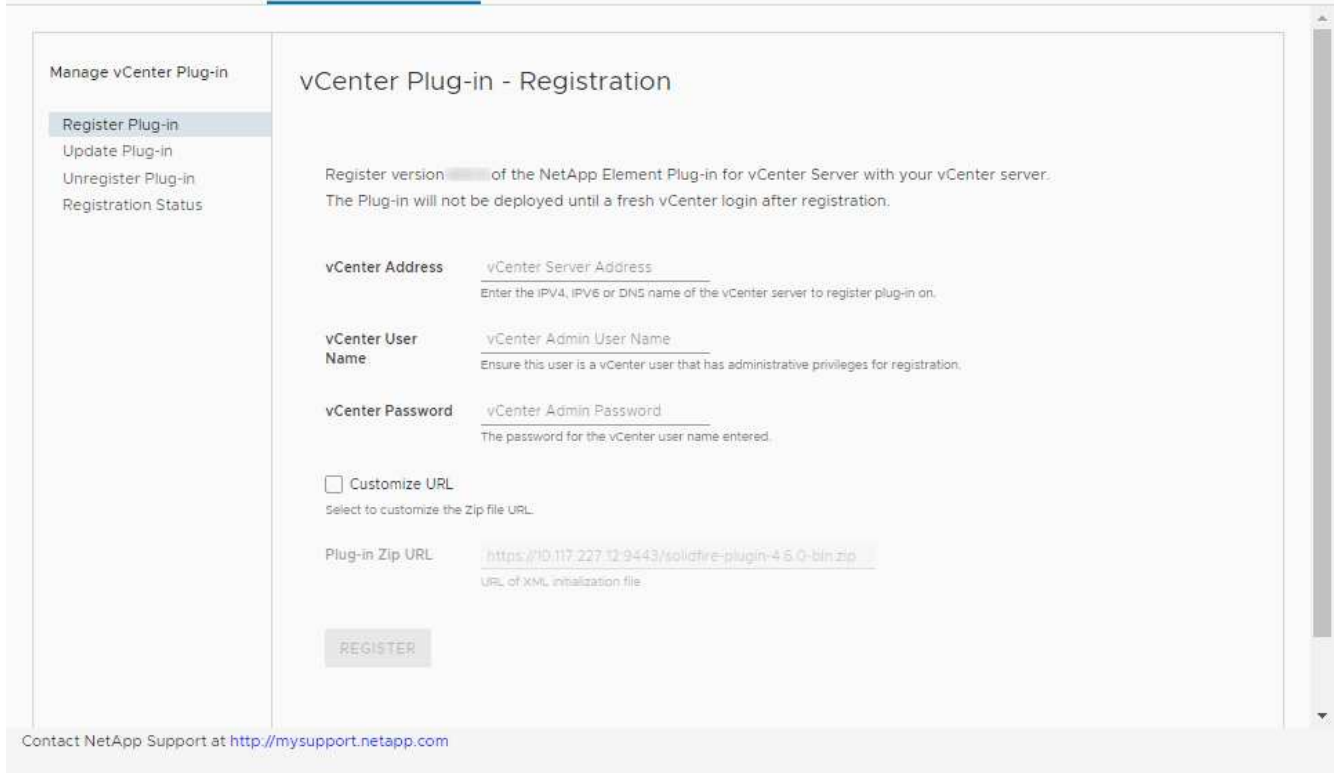 Manage vCenter Plug-in
Register Plug-in
Update Plug-in
Unregister Plug-in
Registration Status
vCenter Plug-in - Registration
Register version of the NetApp Element Plug-in for vCenter Server with your vCenter server.
The Plug-in will not be deployed until a fresh vCenter login after registration.
vCenter Address
vCenter Server Address
Enter the IPV4, IPV6 or DNS name of the vCenter server to register plug-in on.
vCenter User
Name
vCenter Admin User Name
Ensure this user is a vCenter user that has administrative privileges for registration.
vCenter Password
vCenter Admin Password
The password for the vCenter user name entered.
Customize URL
Select to customize the Zip file URL.
Plug-in Zip URL
https://10.117.227.12:9443/solidfire-plugin-4.6.0-bin.zip
URL of XML initialization file
REGISTER
Contact NetApp Support at http://mysupport.netapp.com